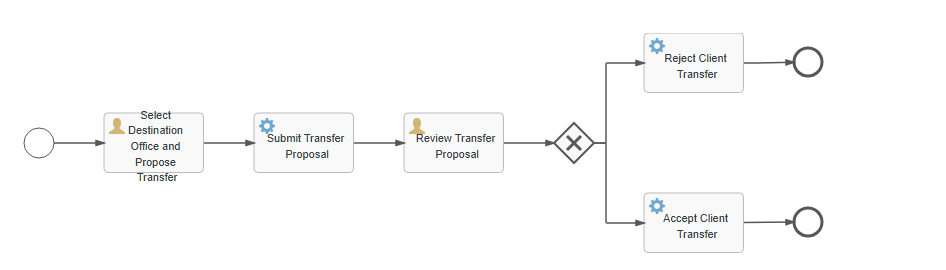 Select
Destination
Office and
Propose
Transfer
Submit Transfer
Proposal
Review Transfer
Proposal
Reject Client
Transfer
Accept Client
Transfer